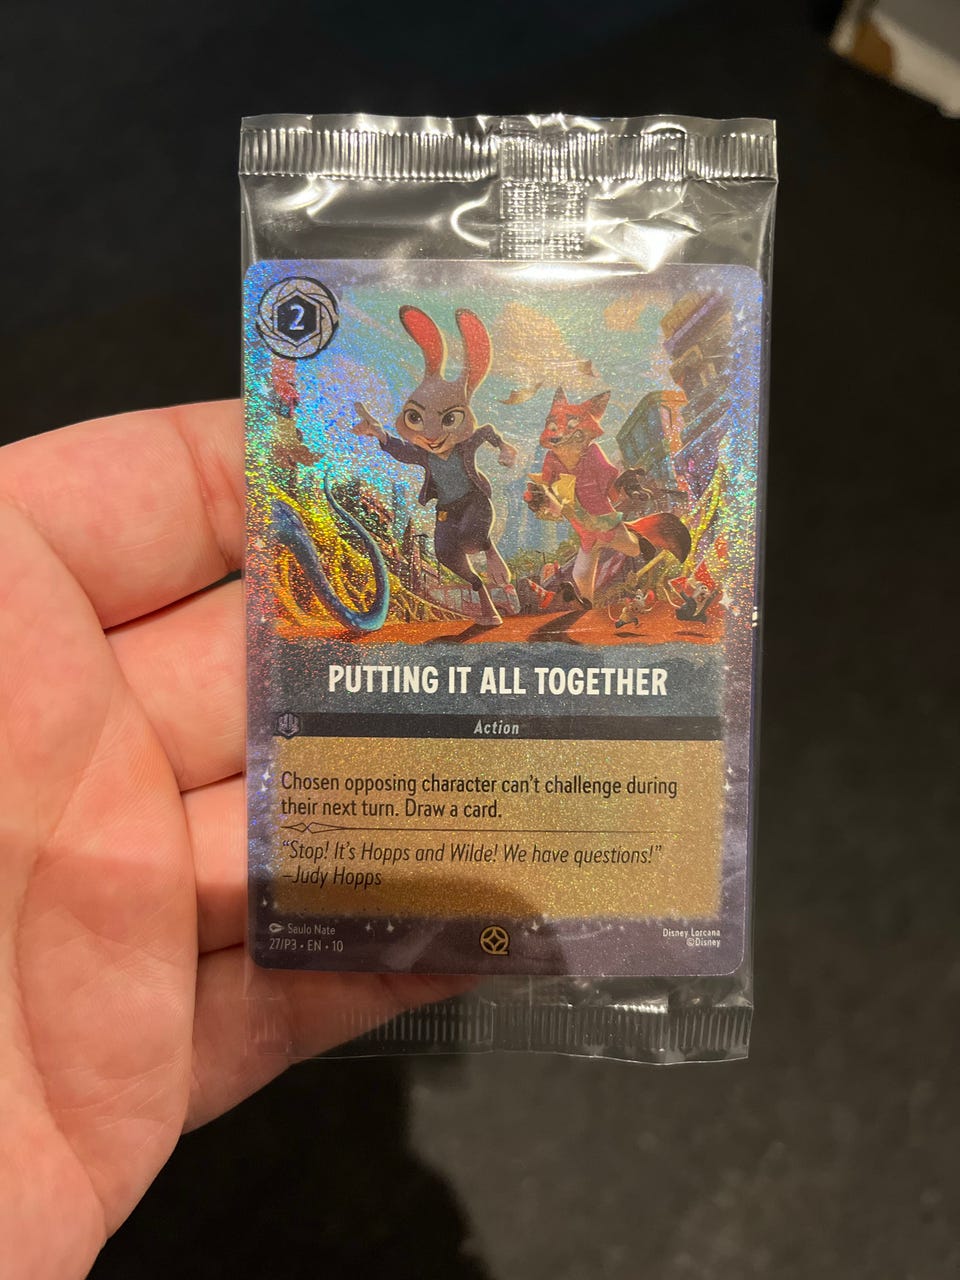 2
PUTTING IT ALL TOGETHER
Action
Chosen opposing character can't challenge during
their next turn. Draw a card.
“Stop! It's Hopps and Wilde! We have questions!”
–Judy Hopps
Saulo Nate
27/P3 • EN • 10
Disney Lorcana
©Disney